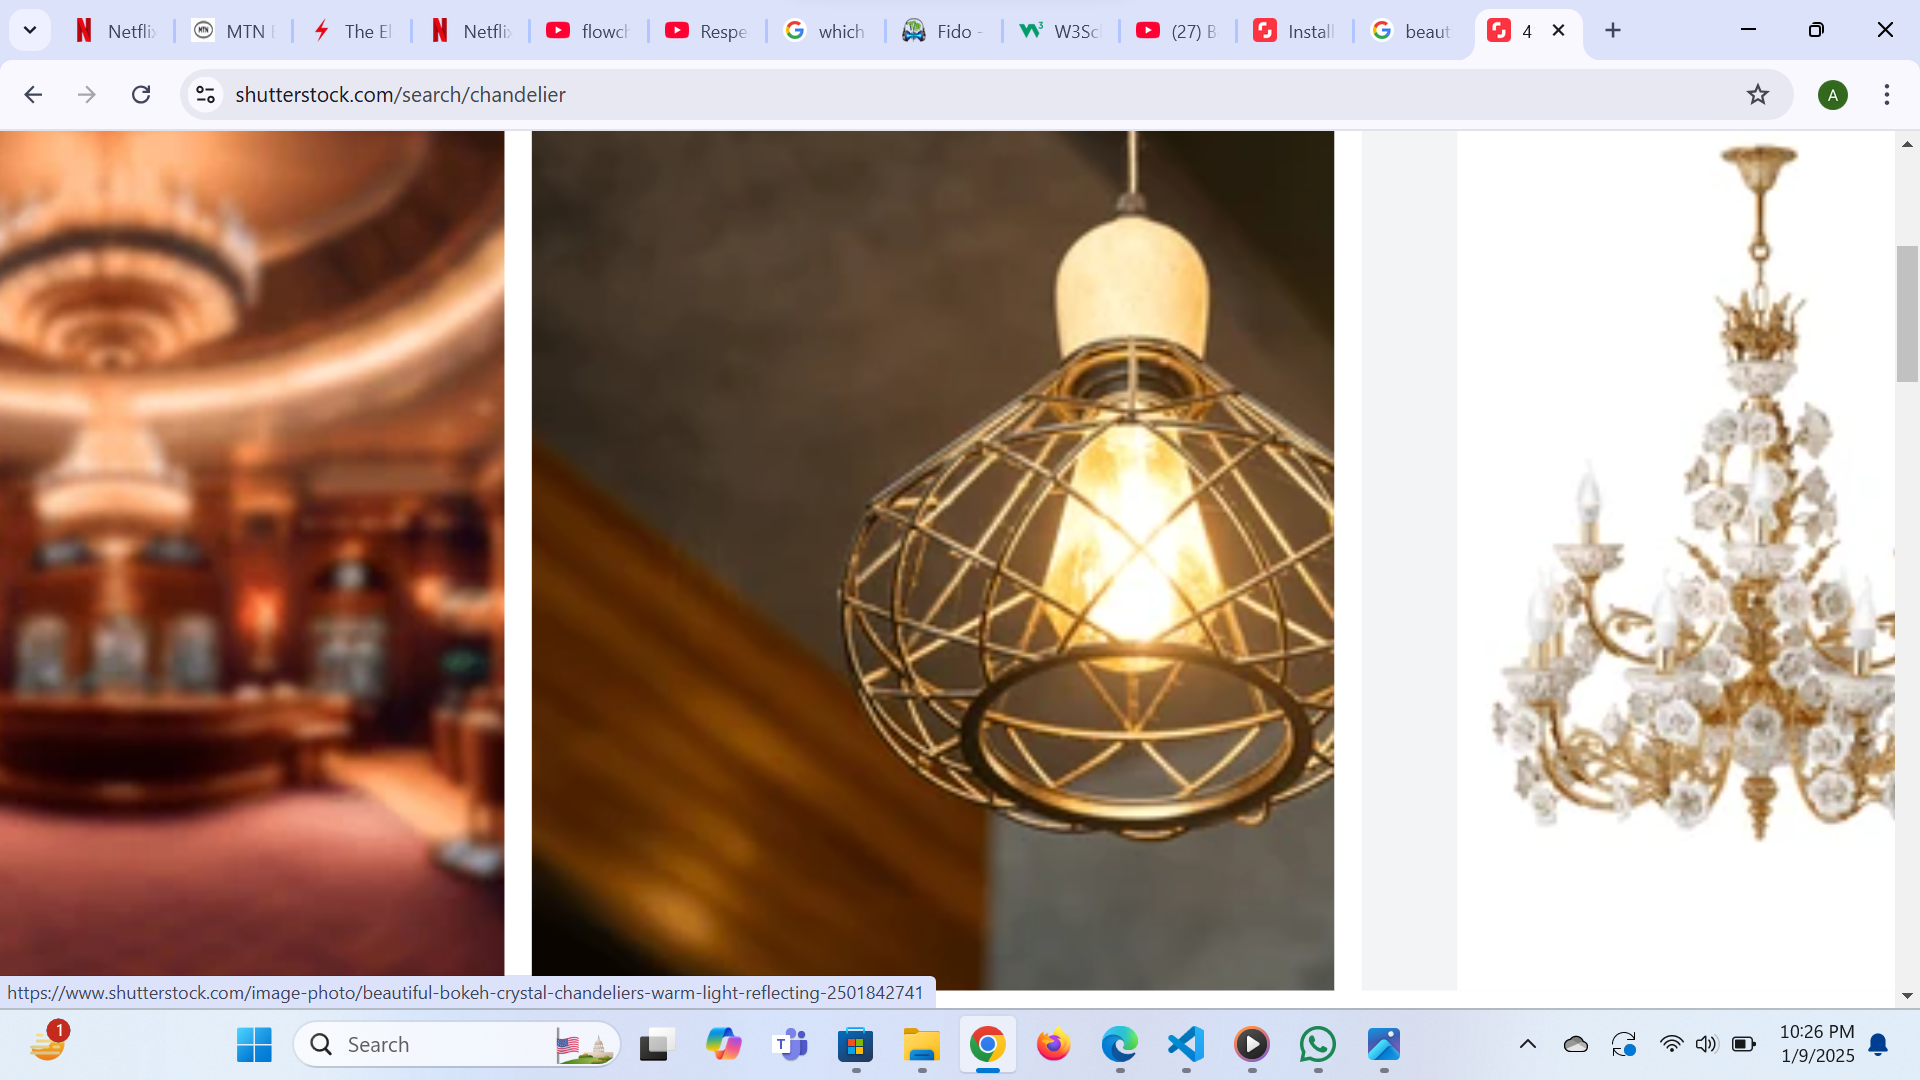 Netflix
MTN
The El
Netflix
flowch
Respe
which
Fido -
W3Sc
(27) B
Install
beaut
4
shutterstock.com/search/chandelier
A
https://www.shutterstock.com/image-photo/beautiful-bokeh-crystal-chandeliers-warm-light-reflecting-2501842741
1
Search
T
10:26 PM
1/9/2025